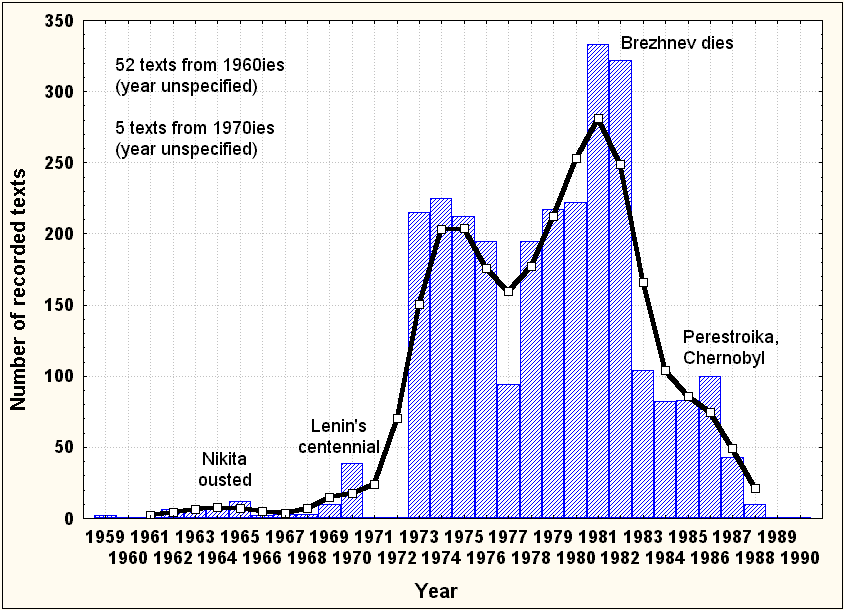 350
300
250
200
150
100
50
0
Number of recorded texts
52 texts from 1960ies
(year unspecified)
5 texts from 1970ies
(year unspecified)
Brezhnev dies
Perestroika,
Chernobyl
Lenin's
centennial
Nikita
ousted
1959 1961 1963 1965 1967 1969 1971 1973 1975 1977 1979 1981 1983 1985 1987 1989
1960 1962 1964 1966 1968 1970 1972 1974 1976 1978 1980 1982 1984 1986 1988 1990
Year